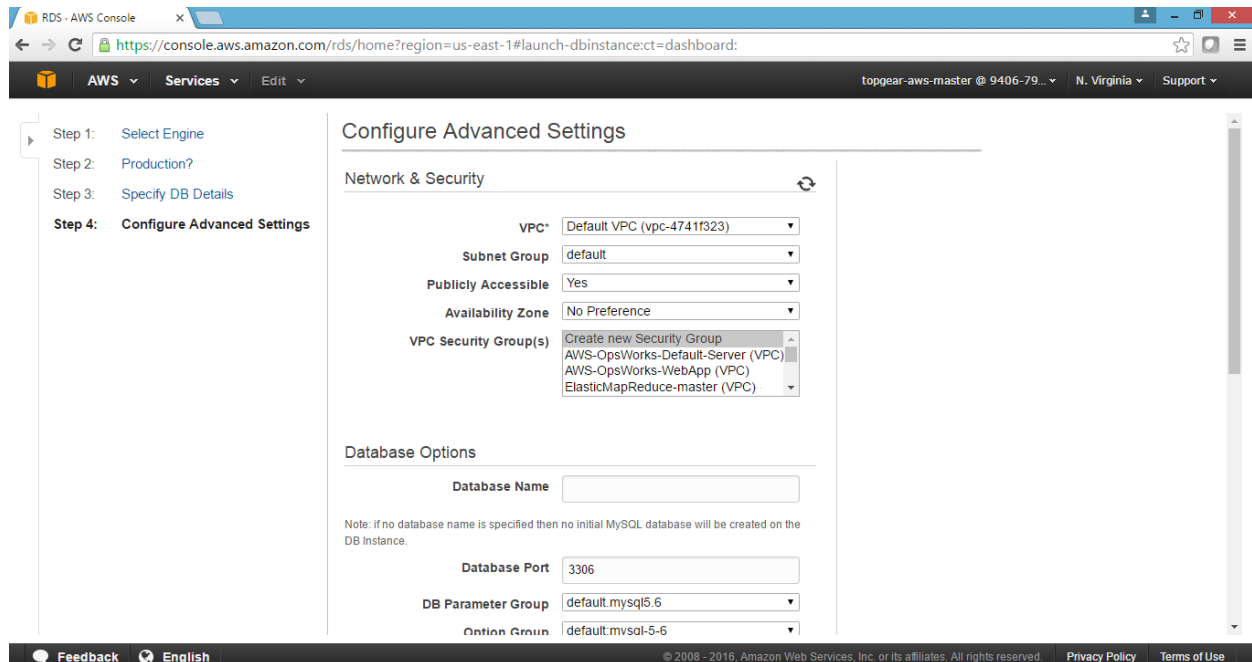 RDS - AWS Console
https://console.aws.amazon.com/rds/home?region=us-east-1#launch-dbinstance:ct=dashboard:
AWS Services Edit topgear-aws-master @ 9406-79... N. Virginia Support
Step 1: Select Engine
Step 2: Production?
Step 3: Specify DB Details
Step 4: Configure Advanced Settings
Configure Advanced Settings
Network & Security
VPC* Default VPC (vpc-4741f323)
Subnet Group default
Publicly Accessible Yes
Availability Zone No Preference
VPC Security Group(s) Create new Security Group
AWS-OpsWorks-Default-Server (VPC)
AWS-OpsWorks-WebApp (VPC)
ElasticMapReduce-master (VPC)
Database Options
Database Name
Note: if no database name is specified then no initial MySQL database will be created on the
DB Instance.
Database Port 3306
DB Parameter Group default.mysql5.6
Option Group default:mysql-5-6
Feedback English © 2008 - 2016, Amazon Web Services, Inc. or its affiliates. All rights reserved. Privacy Policy Terms of Use